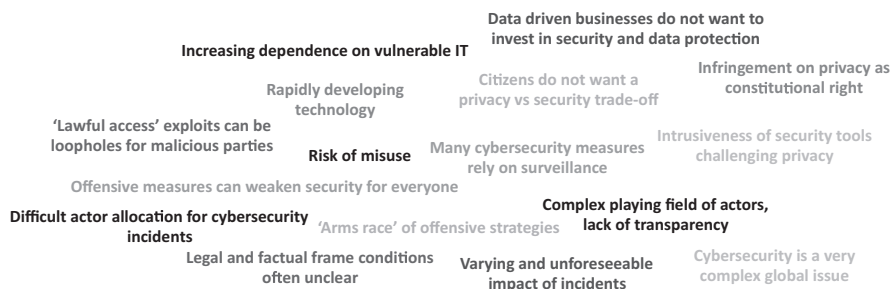 Data driven businesses do not want to
invest in security and data protection
Increasing dependence on vulnerable IT
Infringement on privacy as
constitutional right
Citizens do not want a
privacy vs security trade-off
Rapidly developing
technology
‘Lawful access’ exploits can be
loopholes for malicious parties
Risk of misuse
Many cybersecurity measures
rely on surveillance
Intrusiveness of security tools
challenging privacy
Offensive measures can weaken security for everyone
Difficult actor allocation for cybersecurity
incidents
‘Arms race’ of offensive strategies
Complex playing field of actors,
lack of transparency
Legal and factual frame conditions
often unclear
Varying and unforeseeable
impact of incidents
Cybersecurity is a very
complex global issue